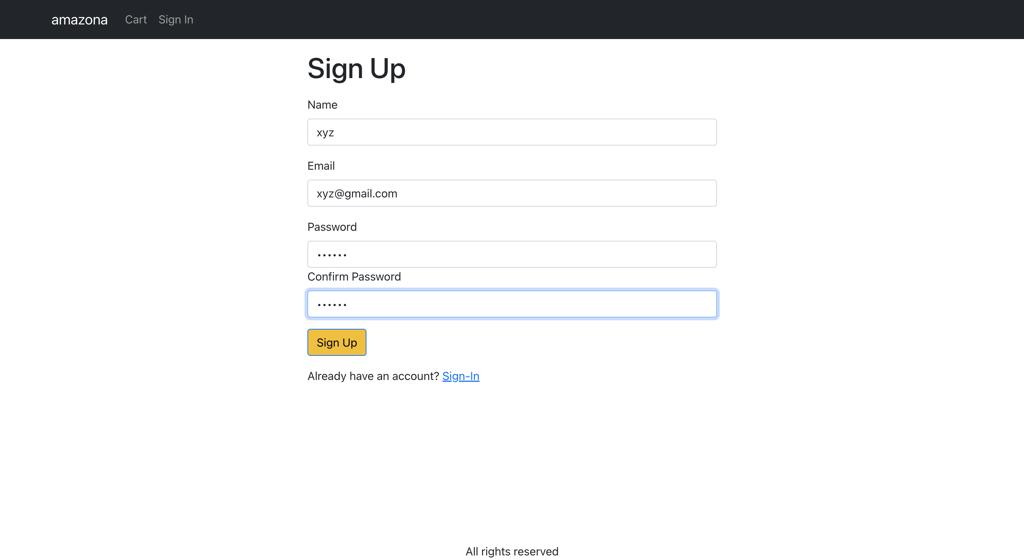 amazona Cart Sign In
Sign Up
Name
xyz
Email
xyz@gmail.com
Password
••••••
Confirm Password
••••••
Sign Up
Already have an account? Sign-In
All rights reserved